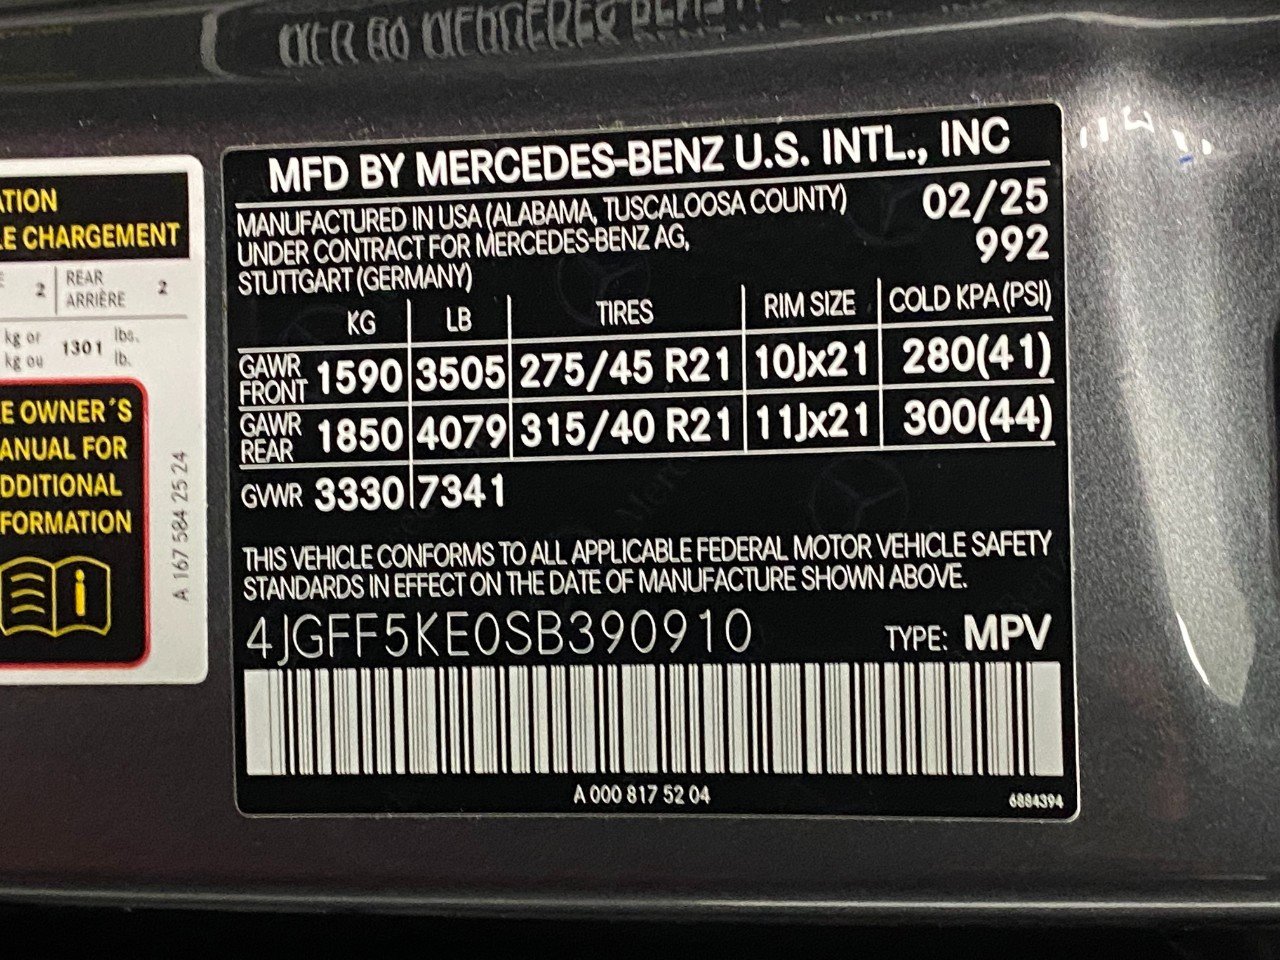 ATION
LE CHARGEMENT
2 REAR ARRIÈRE 2
kg or kg ou 1301 lbs. lb.
E OWNER´S
ANUAL FOR
DDITIONAL
FORMATION
A 167 584 25 24
MFD BY MERCEDES-BENZ U.S. INTL., INC
MANUFACTURED IN USA (ALABAMA, TUSCALOOSA COUNTY) 02/25
UNDER CONTRACT FOR MERCEDES-BENZ AG, 992
STUTTGART (GERMANY)
KG LB TIRES RIM SIZE COLD KPA (PSI)
GAWR FRONT 1590 3505 275/45 R21 10Jx21 280(41)
GAWR REAR 1850 4079 315/40 R21 11Jx21 300(44)
GVWR 3330 7341
THIS VEHICLE CONFORMS TO ALL APPLICABLE FEDERAL MOTOR VEHICLE SAFETY
STANDARDS IN EFFECT ON THE DATE OF MANUFACTURE SHOWN ABOVE.
4JGFF5KE0SB390910 TYPE: MPV
A 000 817 52 04
6884394